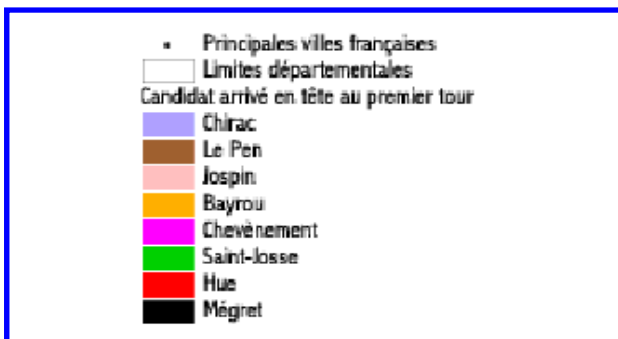 Principales villes françaises
Limites départementales
Candidat arrivé en tête au premier tour
Chirac
Le Pen
Jospin
Bayrou
Chevènement
Saint-Josse
Hue
Mégret